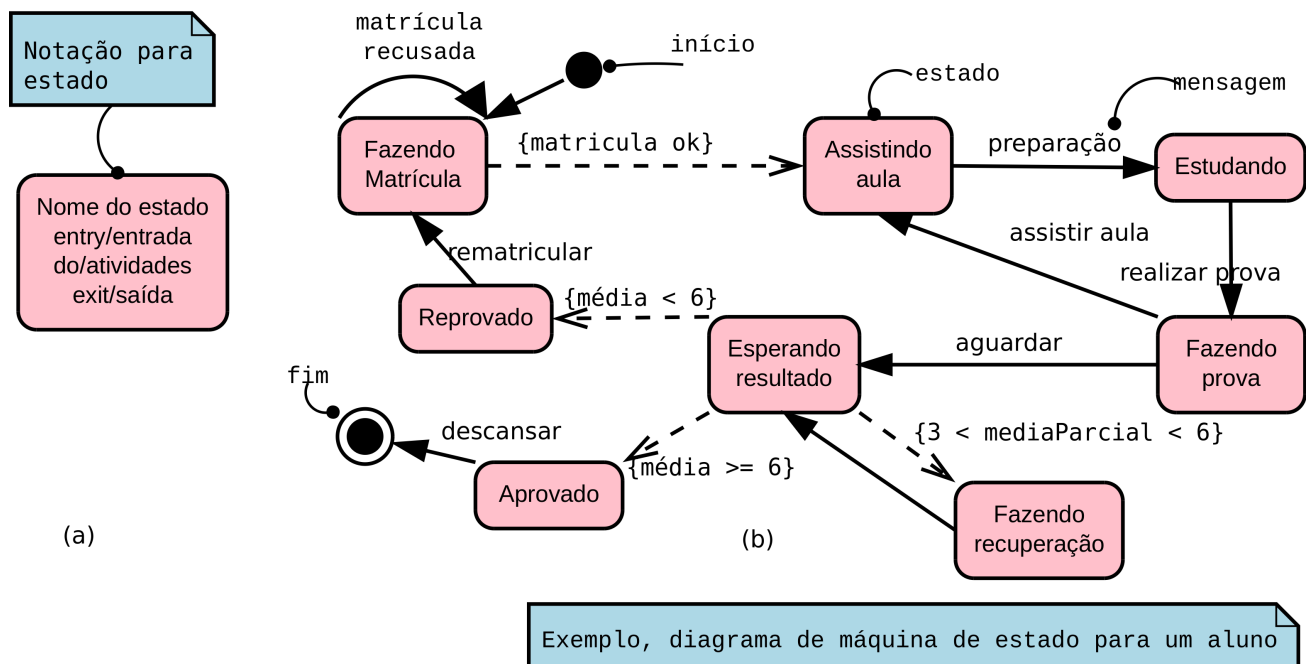 Notação para
estado
Nome do estado
entry/entrada
do/atividades
exit/saída
(a)
matrícula
recusada
início
Fazendo
Matrícula
{matricula ok}
estado
Assistindo
aula
mensagem
preparação
Estudando
assistir aula
realizar prova
rematricular
Reprovado
{média < 6}
Esperando
resultado
aguardar
Fazendo
prova
fim
descansar
{média >= 6}
Aprovado
{3 < mediaParcial < 6}
Fazendo
recuperação
(b)
Exemplo, diagrama de máquina de estado para um aluno